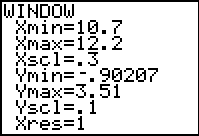 WINDOW
Xmin=10.7
Xmax=12.2
Xscl=.3
Ymin=-.90207
Ymax=3.51
Yscl=.1
Xres=1